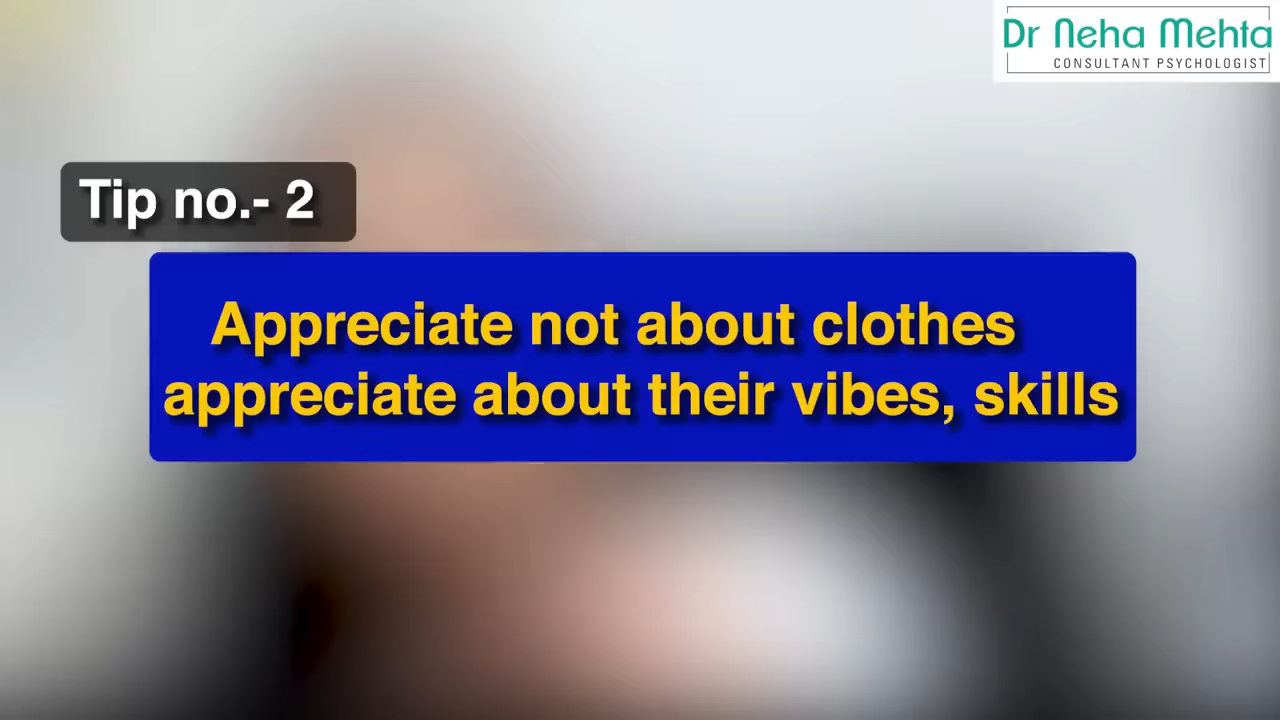 Dr Neha Mehta
CONSULTANT PSYCHOLOGIST
Tip no.- 2
Appreciate not about clothes
appreciate about their vibes, skills